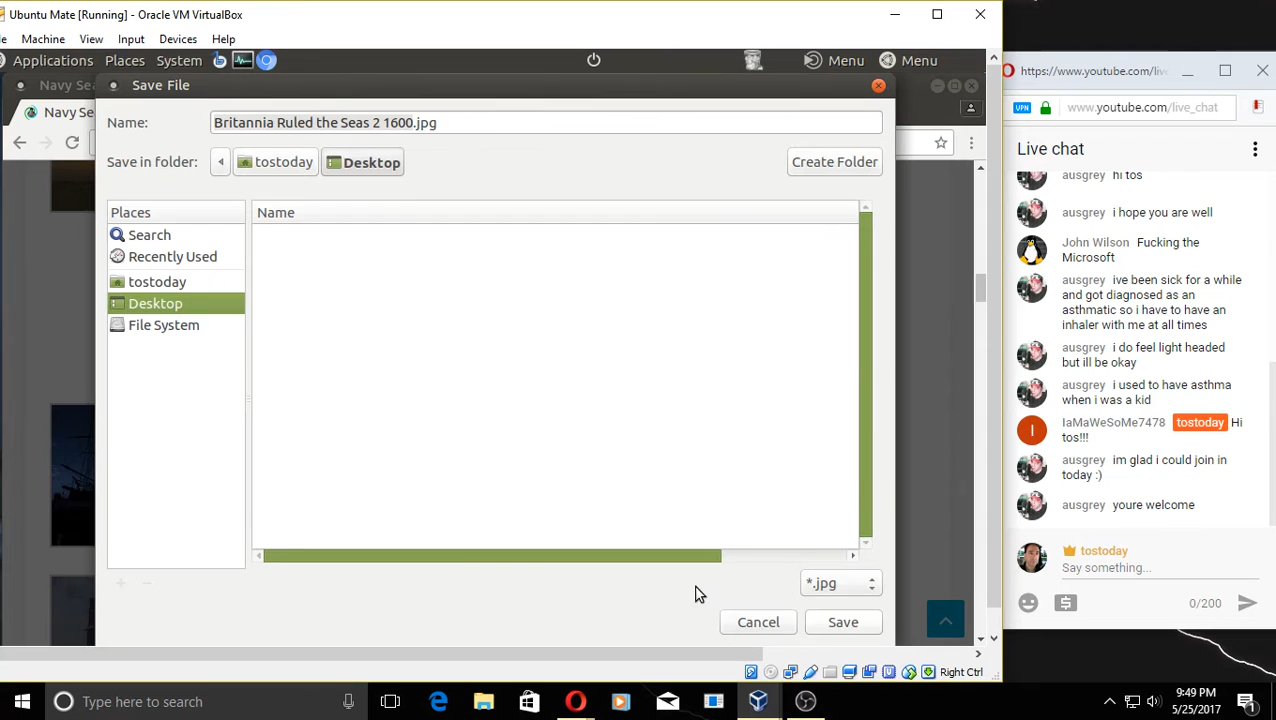 Ubuntu Mate [Running] - Oracle VM VirtualBox
Machine View Input Devices Help
Applications Places System Menu Menu
Navy Se
Save File
Navy Se
Name: Britannia Ruled the Seas 2 1600.jpg
Save in folder: tostoday Desktop Create Folder
Places
Search
Recently Used
tostoday
Desktop
File System
Name
*.jpg
Cancel Save
Right Ctrl
https://www.youtube.com/live
VPN www.youtube.com/live_chat
Live chat
ausgrey hi tos
ausgrey i hope you are well
John Wilson Fucking the
Microsoft
ausgrey ive been sick for a while
and got diagnosed as an
asthmatic so i have to have an
inhaler with me at all times
ausgrey i do feel light headed
but ill be okay
ausgrey i used to have asthma
when i was a kid
I IaMaWeSoMe7478 tostoday Hi
tos!!!
ausgrey im glad i could join in
today :)
ausgrey youre welcome
tostoday
Say something...
0/200
Type here to search
9:49 PM
5/25/2017
1